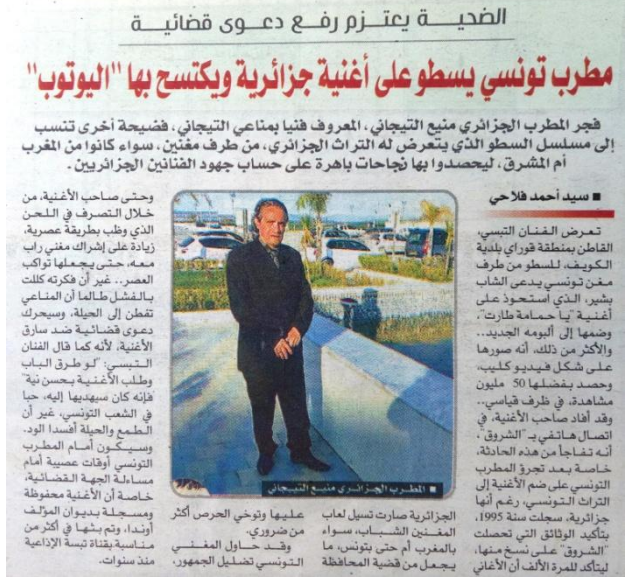 الضحية يعتزم رفع دعوى قضائية
مطرب تونسي يسطو على أغنية جزائرية ويكتسح بها "اليوتوب"
فجر المطرب الجزائري منيع التيجاني، المعروف فنيا بمناعي التيجاني، فضيحة أخرى تنسب
إلى مسلسل السطو الذي يتعرض له التراث الجزائري، من طرف مغنين، سواء كانوا من المغرب
أم المشرق، ليحصدوا بها نجاحات باهرة على حساب جهود الفنانين الجزائريين.
■ سيد أحمد فلاحي
تعرض الفنان التبسي،
القاطن بمنطقة قوراي بلدية
الكويف، للسطو من طرف
مغن تونسي يدعى الشاب
بشير، الذي استحوذ على
أغنية "يا حمامة طارت"،
وضمها إلى ألبومه الجديد..
والأكثر من ذلك، أنه صورها
على شكل فيديو كليب،
وحصد بفضلها 50 مليون
مشاهدة، في ظرف قياسي..
وقد أفاد صاحب الأغنية، في
اتصال هاتفي بـ "الشروق"،
أنه تفاجأ من هذه الحادثة،
خاصة بعد تجرؤ المطرب
التونسي على ضم الأغنية إلى
التراث التونسي، رغم أنها
جزائرية، سجلت سنة 1995،
بتأكيد الوثائق التي تحصلت
"الشروق" على نسخ منها،
ليتأكد للمرة الألف أن الأغاني
■ المطرب الجزائري منيع التيجاني
الجزائرية صارت تسيل لعاب
المغنين الشباب، سواء
بالمغرب أم حتى بتونس، ما
يجعل من قضية المحافظة
عليها وتوخي الحرص أكثر
من ضروري.
وقد حاول المغني
التونسي تضليل الجمهور،
وحتى صاحب الأغنية، من
خلال التصرف في اللحن
الذي وظب بطريقة عصرية،
زيادة على إشراك مغني راب
معه، حتى يجعلها تواكب
العصر.. غير أن فكرته كللت
بالفشل طالما أن المناعي
تفطن إلى الحيلة، وسيحرك
دعوى قضائية ضد سارق
الأغنية، لأنه كما قال الفنان
التبسي: "لو طرق الباب
وطلب الأغنية بحسن نية"
فإنه كان سيهديها إليه، حبا
في الشعب التونسي، غير أن
الطمع والحيلة أفسدا الود.
وسيكون أمام المطرب
التونسي أوقات عصيبة أمام
مساءلة الجهة القضائية،
خاصة أن الأغنية محفوظة
ومسجلة بديوان المؤلف
أوندا، وتم بثها في أكثر من
مناسبة بقناة تبسة الإذاعية
منذ سنوات.